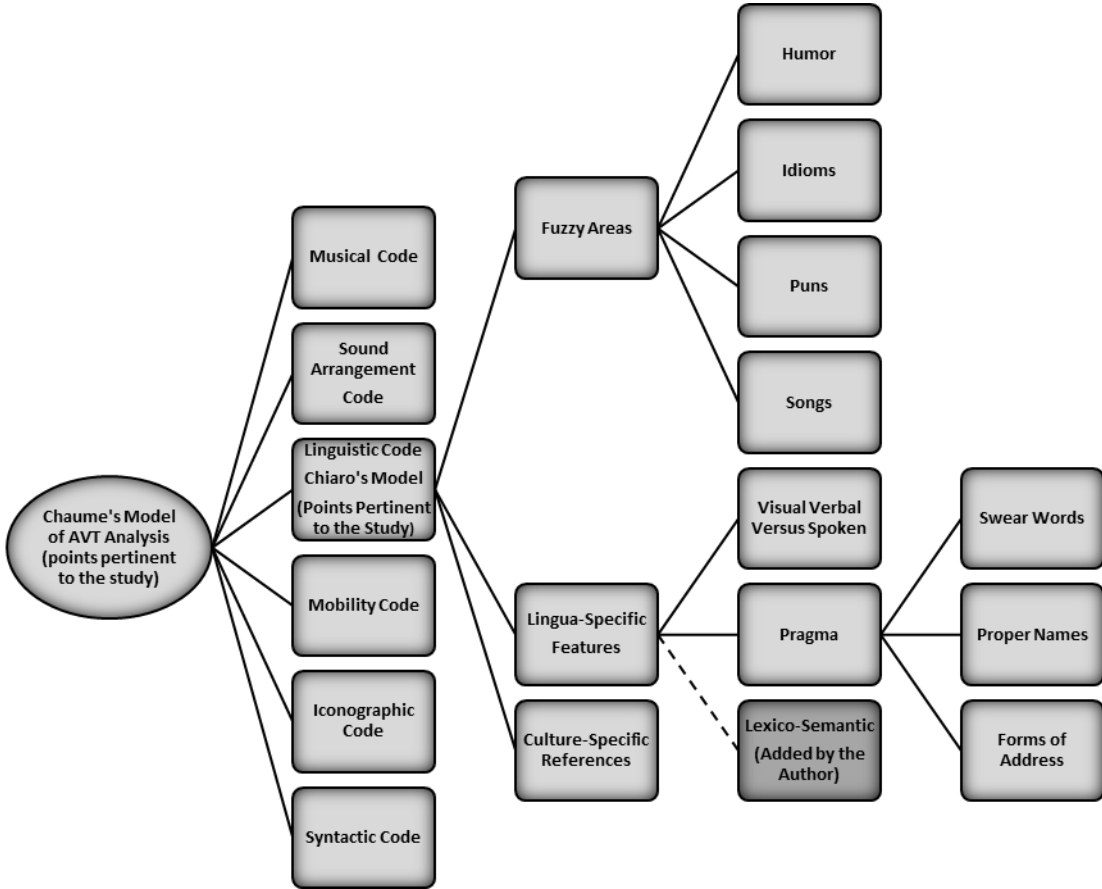 Chaume's Model
of AVT Analysis
(points pertinent
to the study)
Musical Code
Sound
Arrangement
Code
Linguistic Code
Chiaro's Model
(Points Pertinent
to the Study)
Mobility Code
Iconographic
Code
Syntactic Code
Fuzzy Areas
Lingua-Specific
Features
Culture-Specific
References
Humor
Idioms
Puns
Songs
Visual Verbal
Versus Spoken
Pragma
Lexico-Semantic
(Added by the
Author)
Swear Words
Proper Names
Forms of
Address